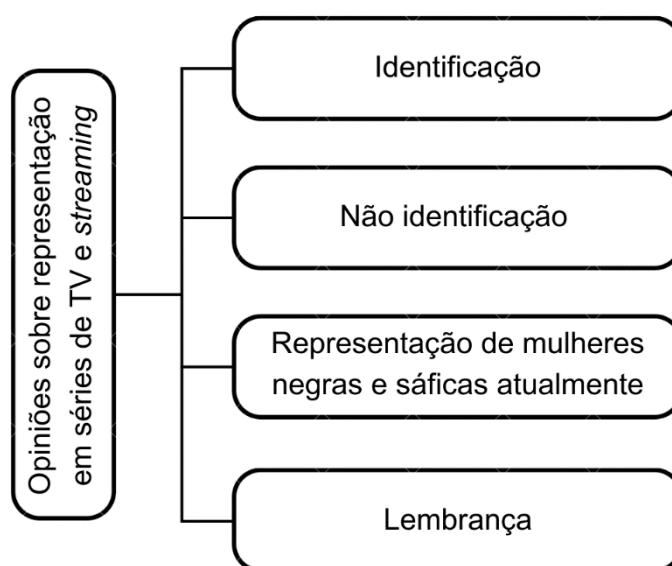 Opiniões sobre representação
em séries de TV e streaming
Identificação
Não identificação
Representação de mulheres
negras e sáficas atualmente
Lembrança